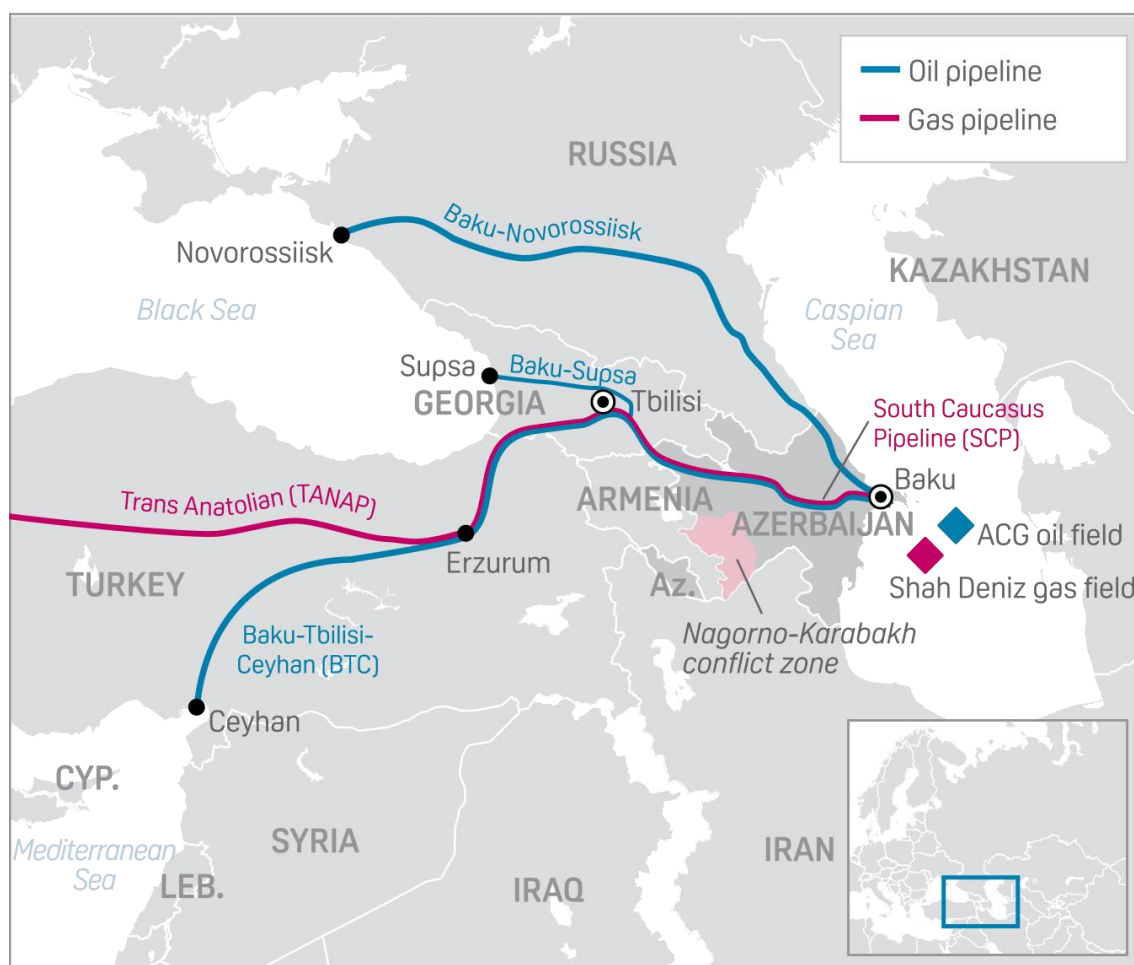 Oil pipeline
Gas pipeline
RUSSIA
Baku-Novorossiisk
Novorossiisk
KAZAKHSTAN
Black Sea
Caspian
Sea
Supsa
Baku-Supsa
GEORGIA
Tbilisi
South Caucasus
Pipeline (SCP)
Baku
Trans Anatolian (TANAP)
ARMENIA
AZERBAIJAN
ACG oil field
Erzurum
Shah Deniz gas field
TURKEY
Az.
Nagorno-Karabakh
conflict zone
Baku-Tbilisi-
Ceyhan (BTC)
Ceyhan
CYP.
SYRIA
IRAN
Mediterranean
Sea
LEB.
IRAQ